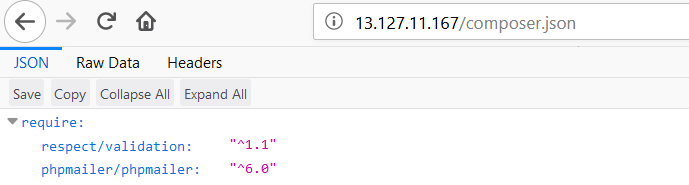 13.127.11.167/composer.json
JSON Raw Data Headers
Save Copy Collapse All Expand All
require:
respect/validation: "^1.1"
phpmailer/phpmailer: "^6.0"